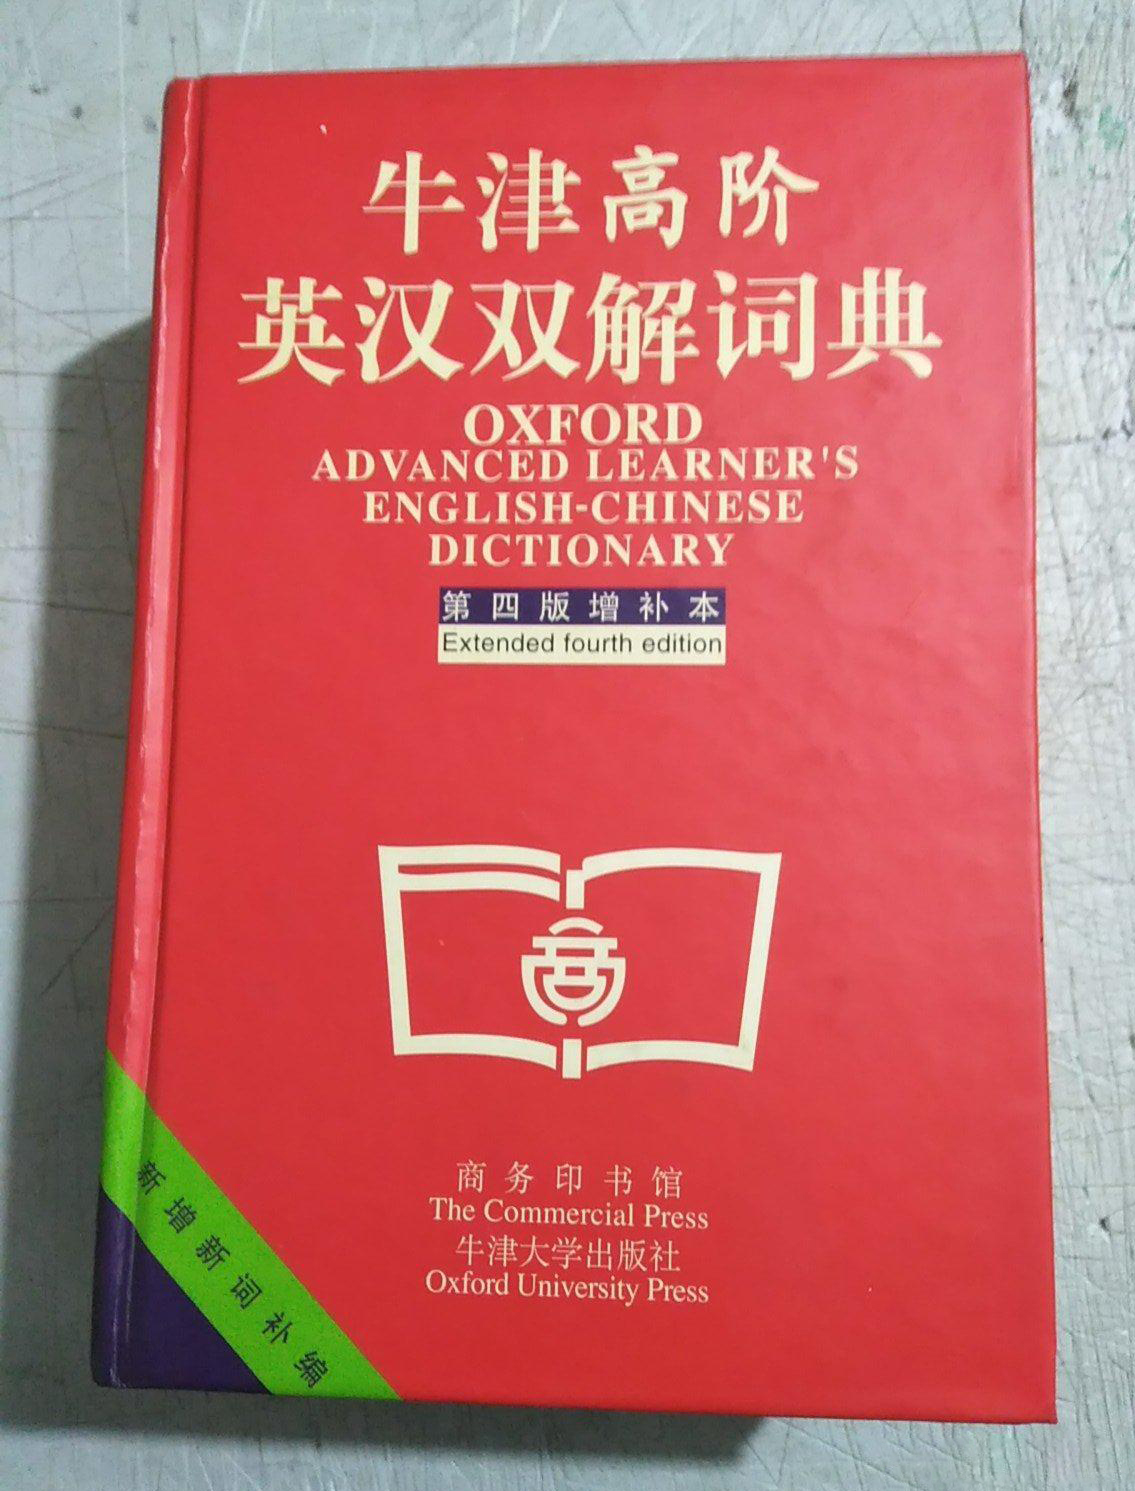 牛津高阶
英汉双解词典
OXFORD
ADVANCED LEARNER'S
ENGLISH-CHINESE
DICTIONARY
第四版增补本
Extended fourth edition
商
商务印书馆
The Commercial Press
牛津大学出版社
Oxford University Press
新增新词补编